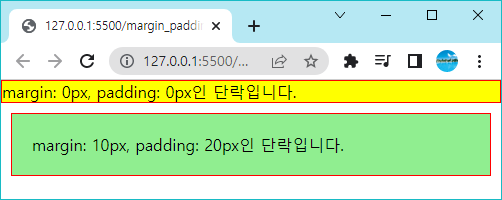 127.0.0.1:5500/margin_paddin
127.0.0.1:5500/...
margin: 0px, padding: 0px인 단락입니다.
margin: 10px, padding: 20px인 단락입니다.